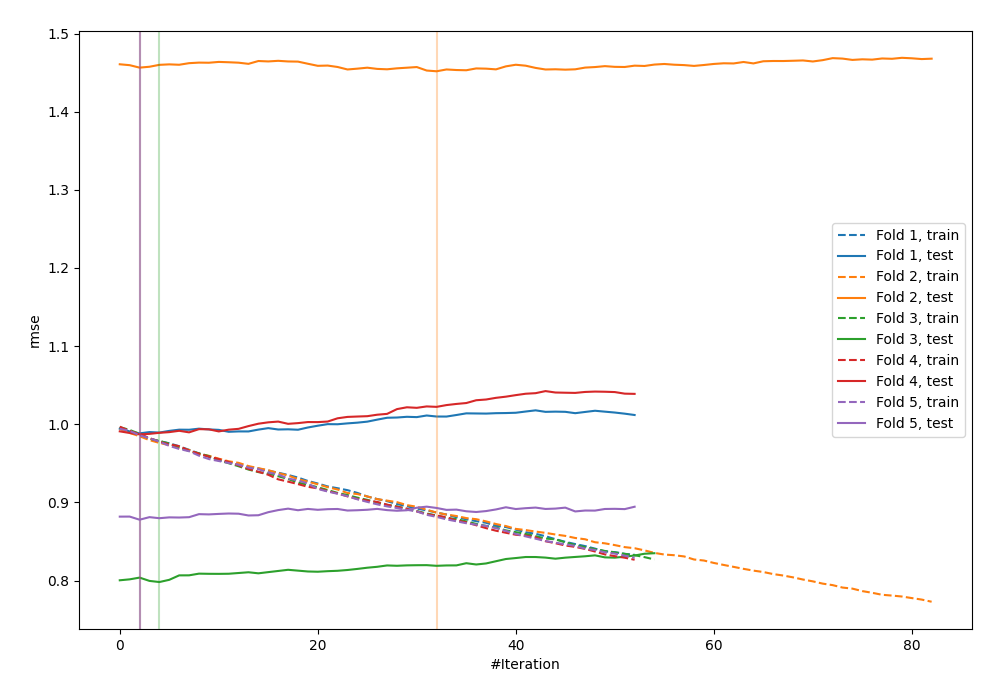 1.5
1.4
1.3
1.2
1.1
1.0
0.9
0.8
rmse
0
20
40
60
80
#Iteration
Fold 1, train
Fold 1, test
Fold 2, train
Fold 2, test
Fold 3, train
Fold 3, test
Fold 4, train
Fold 4, test
Fold 5, train
Fold 5, test